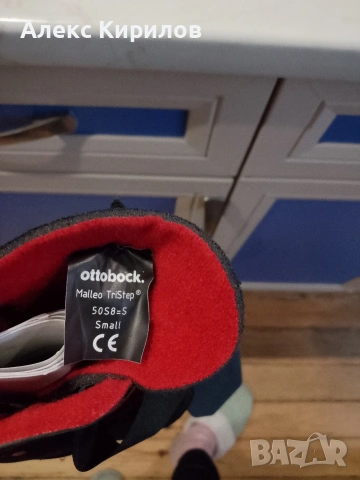 Алекс Кирилов
ottobock.
Malleo TriStep®
50S8=S
Small
CE
BAZAR